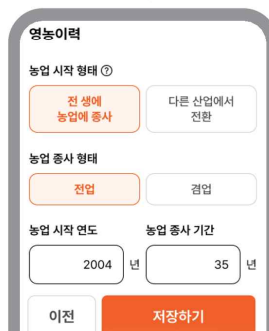 영농이력
농업 시작 형태 ?
전 생에
농업에 종사
다른 산업에서
전환
농업 종사 형태
전업
겸업
농업 시작 연도
농업 종사 기간
2004 년
35 년
이전
저장하기